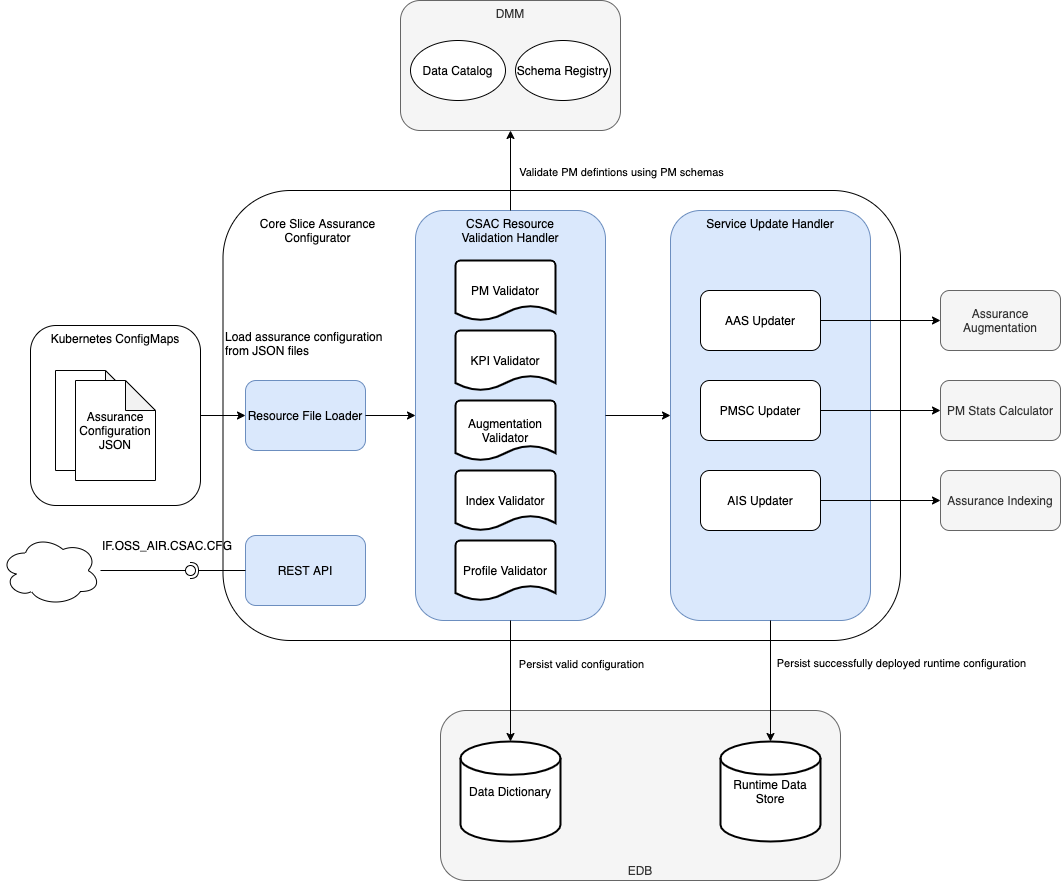 DMM
Data Catalog
Schema Registry
Validate PM defintions using PM schemas
Core Slice Assurance
Configurator
CSAC Resource
Validation Handler
Service Update Handler
PM Validator
KPI Validator
Augmentation
Validator
Index Validator
Profile Validator
AAS Updater
PMSC Updater
AIS Updater
Assurance
Augmentation
PM Stats Calculator
Assurance Indexing
Kubernetes ConfigMaps
Assurance
Configuration
JSON
Load assurance configuration
from JSON files
Resource File Loader
IF.OSS_AIR.CSAC.CFG
REST API
Persist valid configuration
Persist successfully deployed runtime configuration
Data Dictionary
Runtime Data
Store
EDB